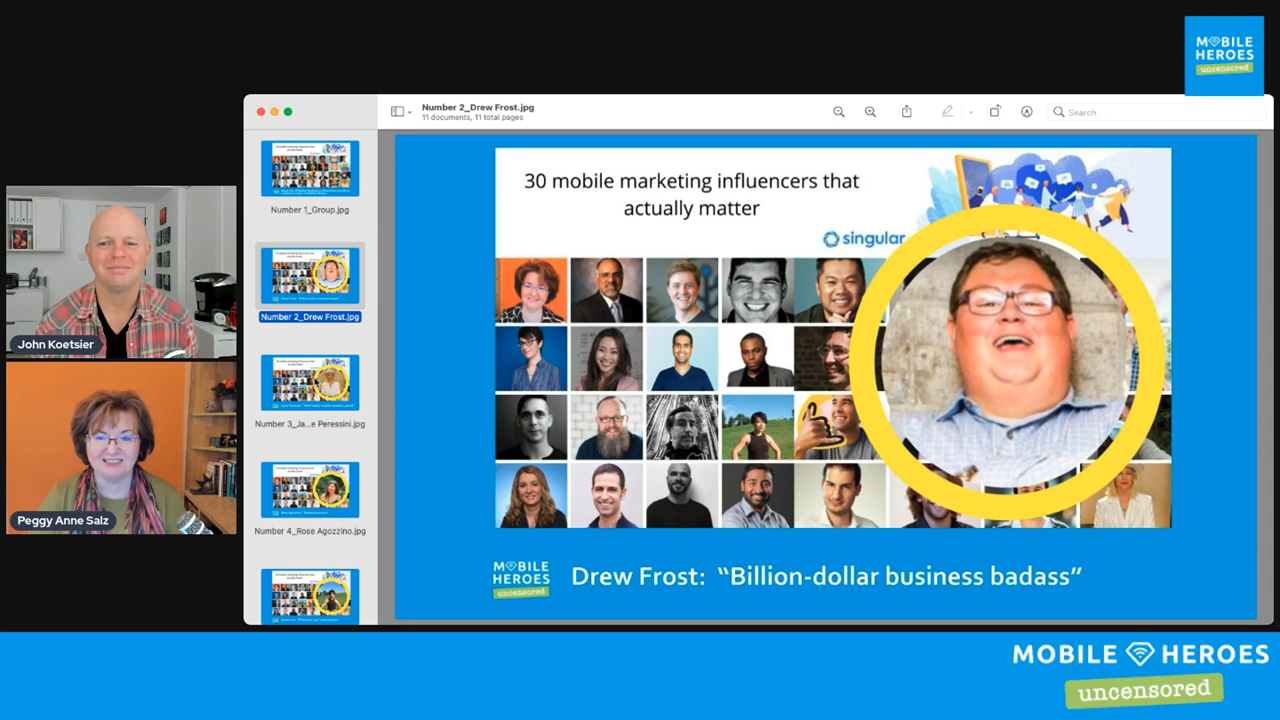 MOBILE
HEROES
uncensored
Number 2_Drew Frost.jpg
11 documents, 11 total pages
Search
Number 1_Group.jpg
Number 2_Drew Frost.jpg
Number 3_Ja...e Peressini.jpg
Number 4_Rose Agozzino.jpg
John Koetsier
Peggy Anne Salz
30 mobile marketing influencers that
actually matter
singular
MOBILE
HEROES
uncensored
Drew Frost: “Billion-dollar business badass”
MOBILE HEROES
uncensored